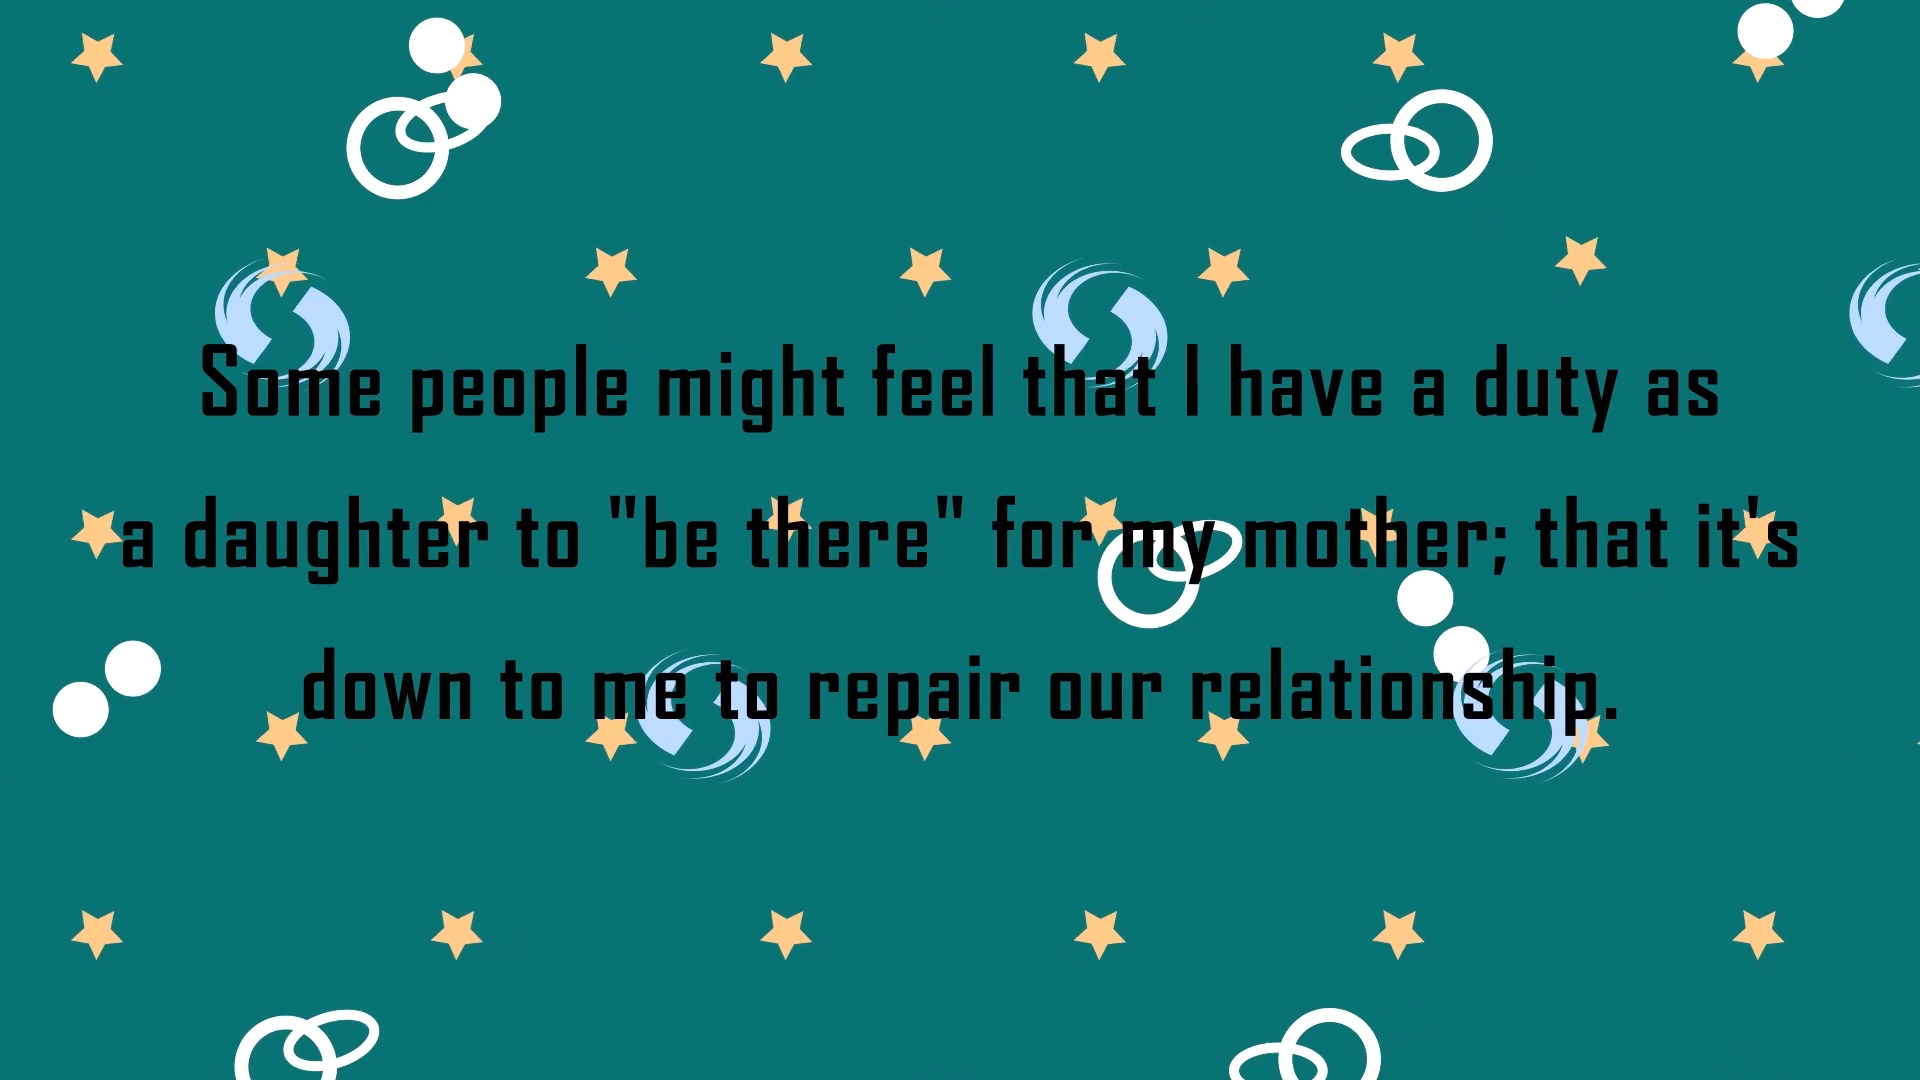 Some people might feel that I have a duty as
a daughter to "be there" for my mother; that it's
down to me to repair our relationship.